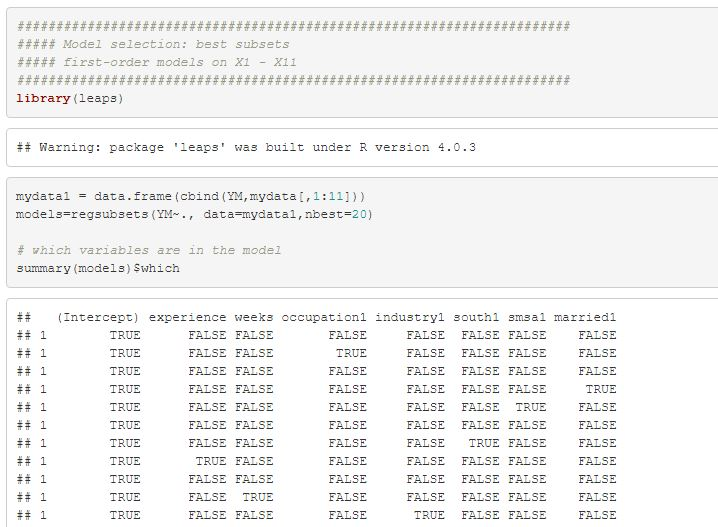 #######################################################################
##### Model selection: best subsets
##### first-order models on X1 - X11
#######################################################################
library(leaps)
## Warning: package 'leaps' was built under R version 4.0.3
mydata1 = data.frame(cbind(YM,mydata[,1:11]))
models=regsubsets(YM~., data=mydata1,nbest=20)
# which variables are in the model
summary(models)$which
##   (Intercept) experience weeks occupation1 industry1 south1 smsa1 married1
## 1        TRUE      FALSE FALSE       FALSE     FALSE  FALSE FALSE    FALSE
## 1        TRUE      FALSE FALSE        TRUE     FALSE  FALSE FALSE    FALSE
## 1        TRUE      FALSE FALSE       FALSE     FALSE  FALSE FALSE    FALSE
## 1        TRUE      FALSE FALSE       FALSE     FALSE  FALSE FALSE     TRUE
## 1        TRUE      FALSE FALSE       FALSE     FALSE  FALSE  TRUE    FALSE
## 1        TRUE      FALSE FALSE       FALSE     FALSE  FALSE FALSE    FALSE
## 1        TRUE      FALSE FALSE       FALSE     FALSE   TRUE FALSE    FALSE
## 1        TRUE       TRUE FALSE       FALSE     FALSE  FALSE FALSE    FALSE
## 1        TRUE      FALSE FALSE       FALSE     FALSE  FALSE FALSE    FALSE
## 1        TRUE      FALSE  TRUE       FALSE     FALSE  FALSE FALSE    FALSE
## 1        TRUE      FALSE FALSE       FALSE      TRUE  FALSE FALSE    FALSE